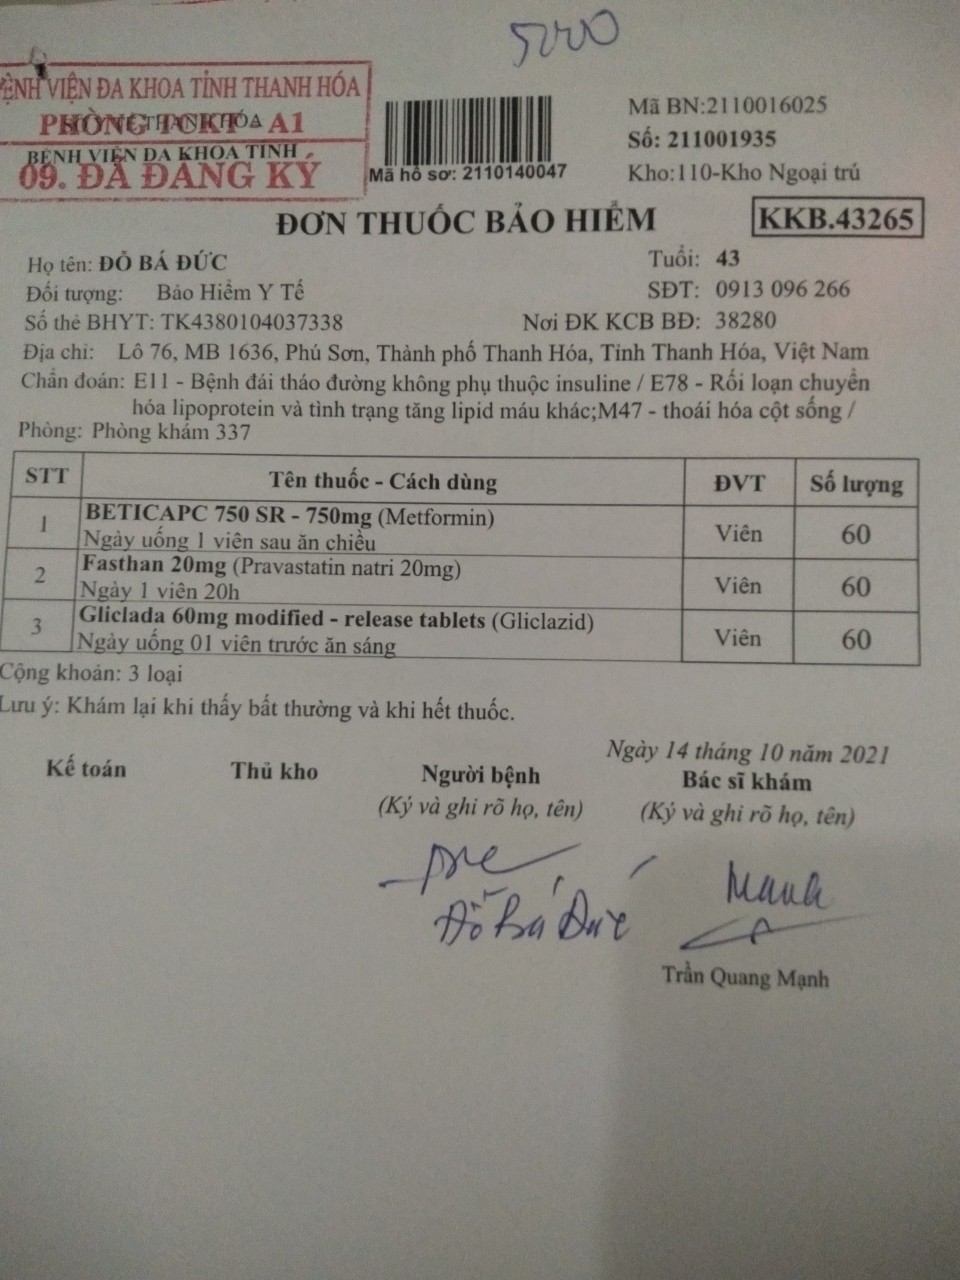 5000
BỆNH VIỆN ĐA KHOA TỈNH THANH HÓA
PHÒNG TCKT - A1
BỆNH VIỆN ĐA KHOA TỈNH
09. ĐÃ ĐĂNG KÝ
Mã hồ sơ: 2110140047
Mã BN:2110016025
Số: 211001935
Kho:110-Kho Ngoại trú
ĐƠN THUỐC BẢO HIỂM
KKB.43265
Họ tên: ĐỖ BÁ ĐỨC Tuổi: 43
Đối tượng: Bảo Hiểm Y Tế SĐT: 0913 096 266
Số thẻ BHYT: TK4380104037338 Nơi ĐK KCB BĐ: 38280
Địa chỉ: Lô 76, MB 1636, Phú Sơn, Thành phố Thanh Hóa, Tỉnh Thanh Hóa, Việt Nam
Chẩn đoán: E11 - Bệnh đái tháo đường không phụ thuộc insuline / E78 - Rối loạn chuyển
hóa lipoprotein và tình trạng tăng lipid máu khác;M47 - thoái hóa cột sống /
Phòng: Phòng khám 337
STT Tên thuốc - Cách dùng ĐVT Số lượng
1 BETICAPC 750 SR - 750mg (Metformin) Viên 60
Ngày uống 1 viên sau ăn chiều
2 Fasthan 20mg (Pravastatin natri 20mg) Viên 60
Ngày 1 viên 20h
3 Gliclada 60mg modified - release tablets (Gliclazid) Viên 60
Ngày uống 01 viên trước ăn sáng
Cộng khoản: 3 loại
Lưu ý: Khám lại khi thấy bất thường và khi hết thuốc.
Ngày 14 tháng 10 năm 2021
Kế toán Thủ kho Người bệnh Bác sĩ khám
(Ký và ghi rõ họ, tên) (Ký và ghi rõ họ, tên)
Đỗ Bá Đức
Trần Quang Mạnh